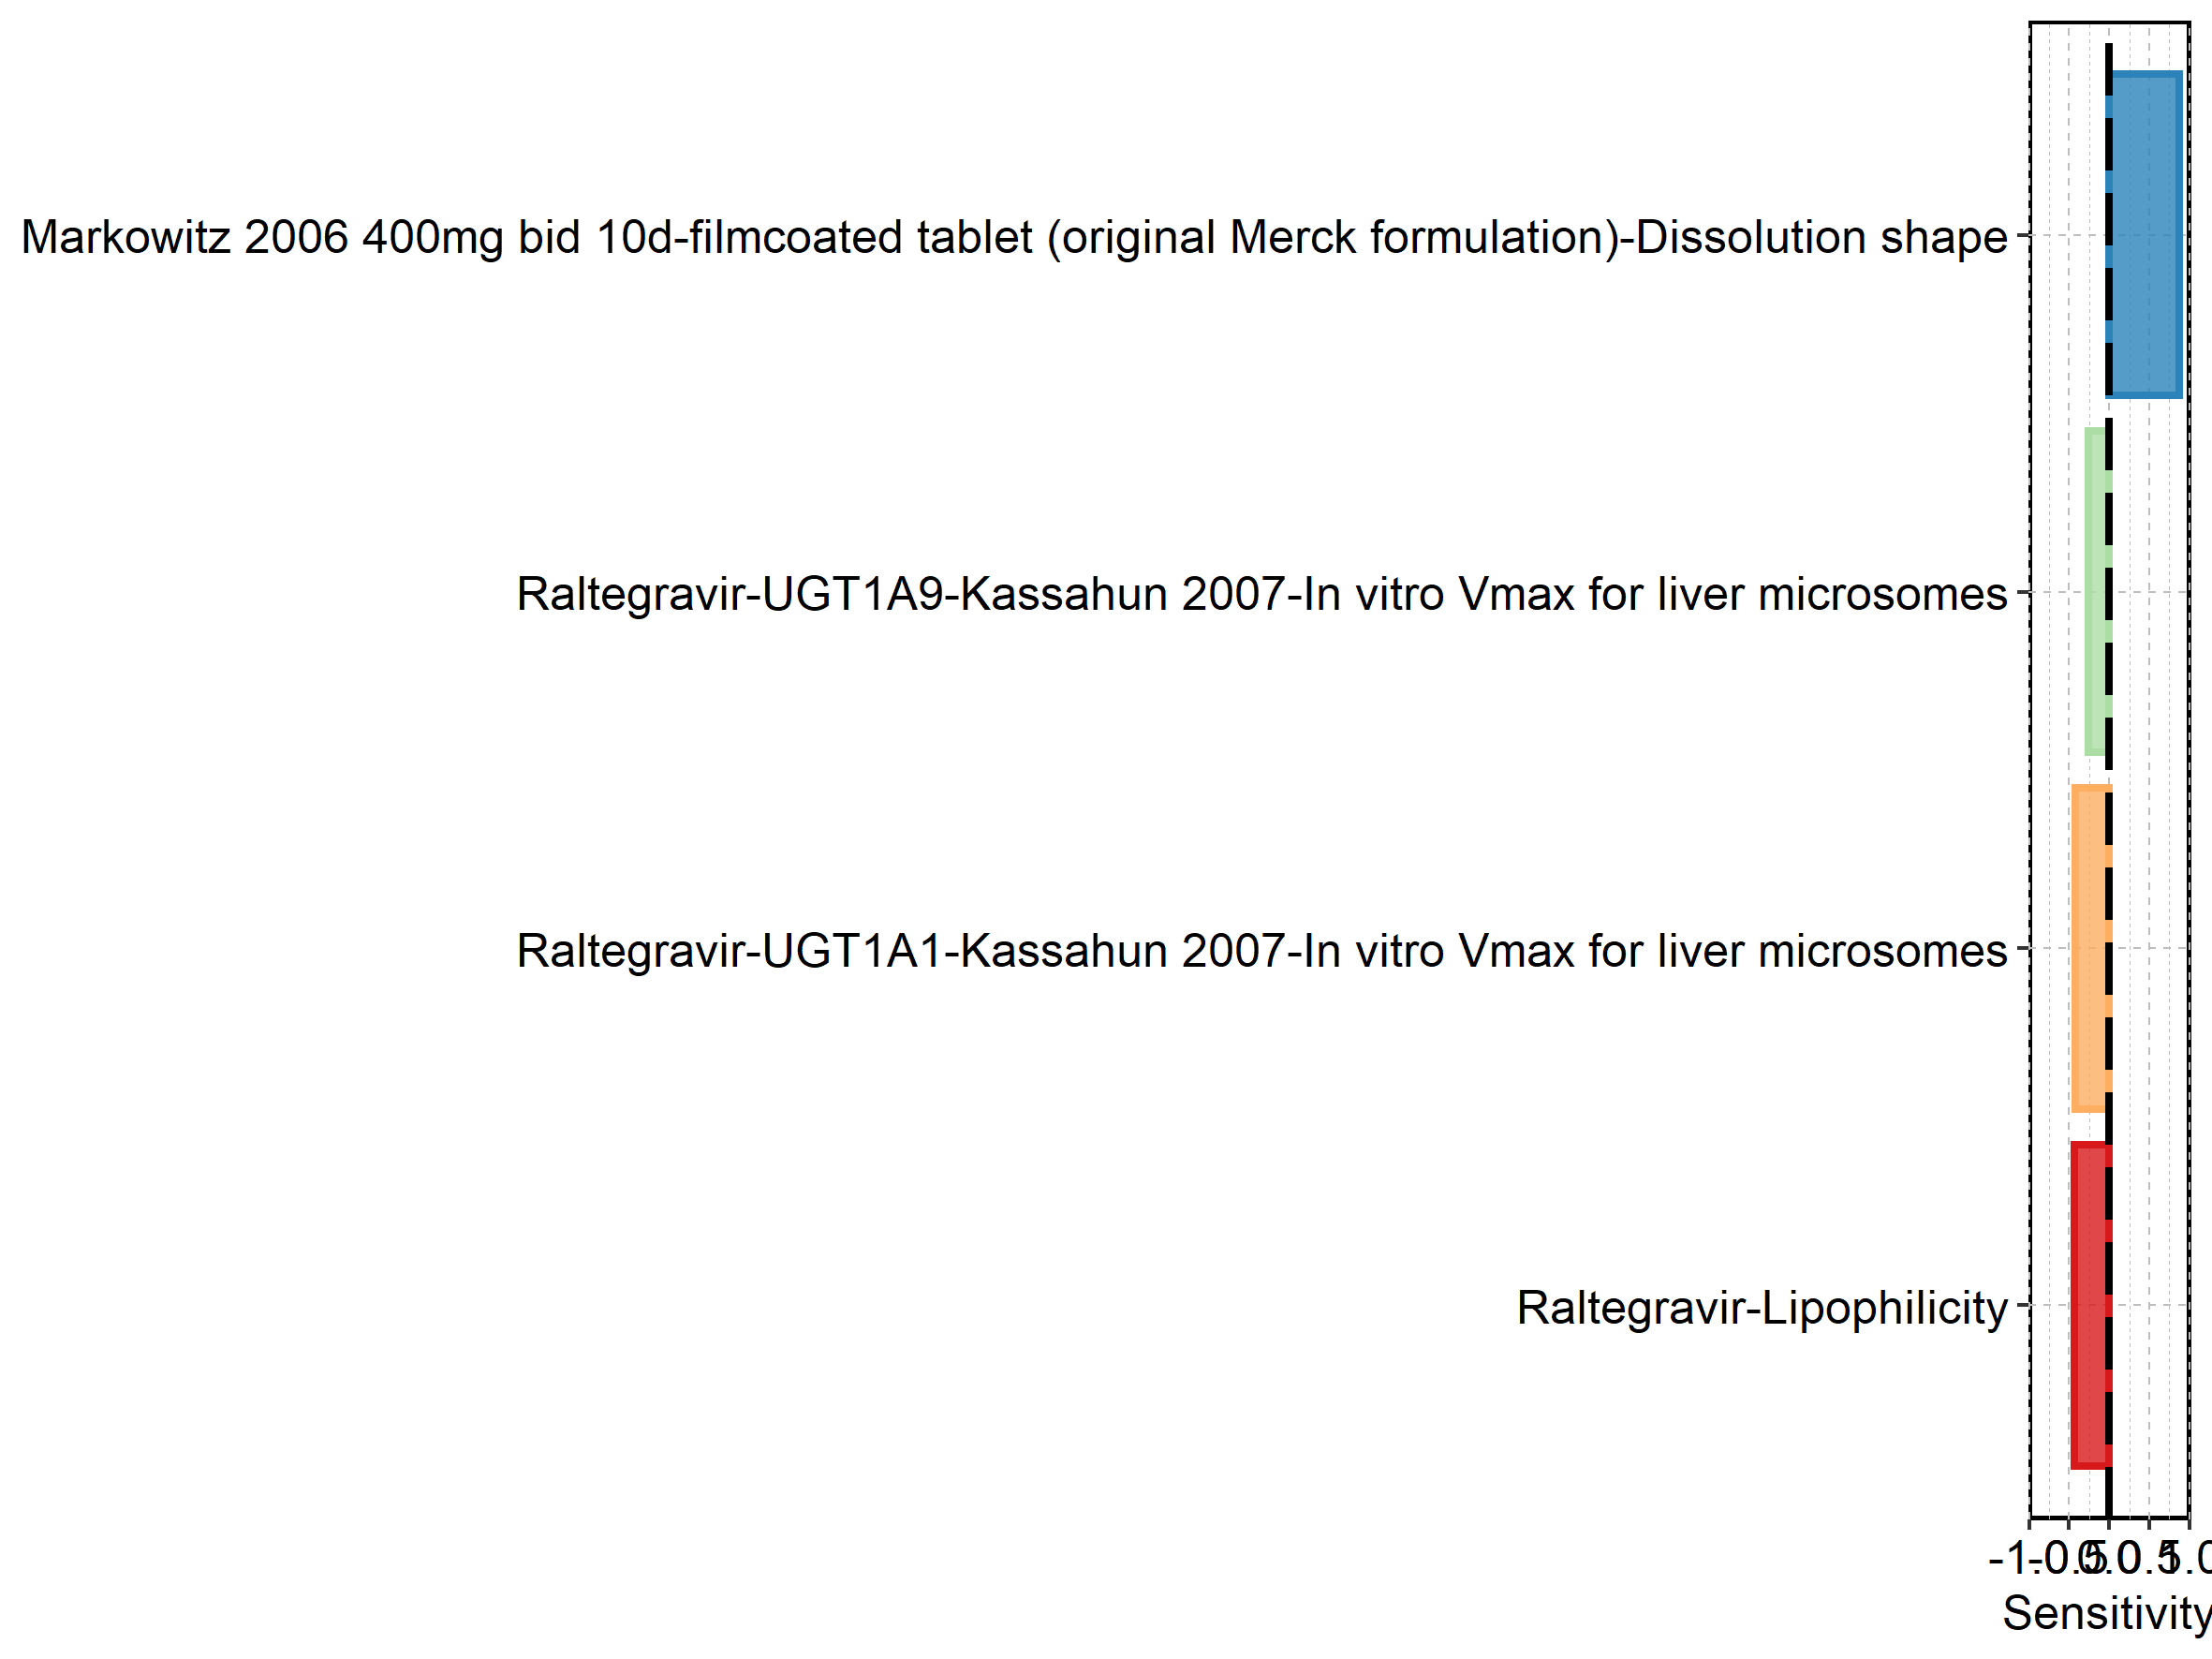 Markowitz 2006 400mg bid 10d-filmcoated tablet (original Merck formulation)-Dissolution shape
Raltegravir-UGT1A9-Kassahun 2007-In vitro Vmax for liver microsomes
Raltegravir-UGT1A1-Kassahun 2007-In vitro Vmax for liver microsomes
Raltegravir-Lipophilicity
-1.0 -0.5 0.0 0.5 1.0
Sensitivity